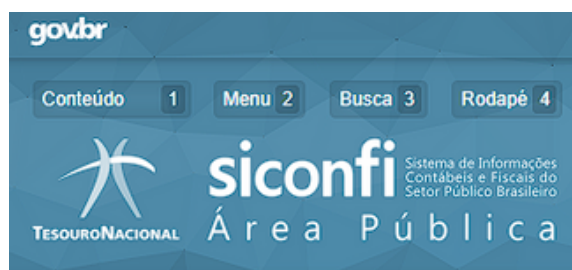 gov.br
Conteúdo 1 Menu 2 Busca 3 Rodapé 4
siconfi
Sistema de Informações
Contábeis e Fiscais do
Setor Público Brasileiro
TESOURONACIONAL
Área Pública